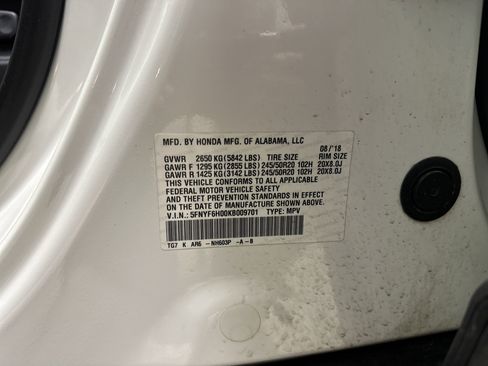 MFD. BY HONDA MFG. OF ALABAMA, LLC 08/'18
GVWR 2650 KG(5842 LBS) TIRE SIZE RIM SIZE
GAWR F 1295 KG(2855 LBS) 245/50R20 102H 20X8.0J
GAWR R 1425 KG(3142 LBS) 245/50R20 102H 20X8.0J
THIS VEHICLE CONFORMS TO ALL APPLICABLE
FEDERAL MOTOR VEHICLE SAFETY
AND THEFT PREVENTION STANDARDS IN EFFECT
ON THE DATE OF MANUFACTURE SHOWN ABOVE.
V.I.N.: 5FNYF6H00KB009701 TYPE: MPV
TG7 K AR6 -NH603P -A-B